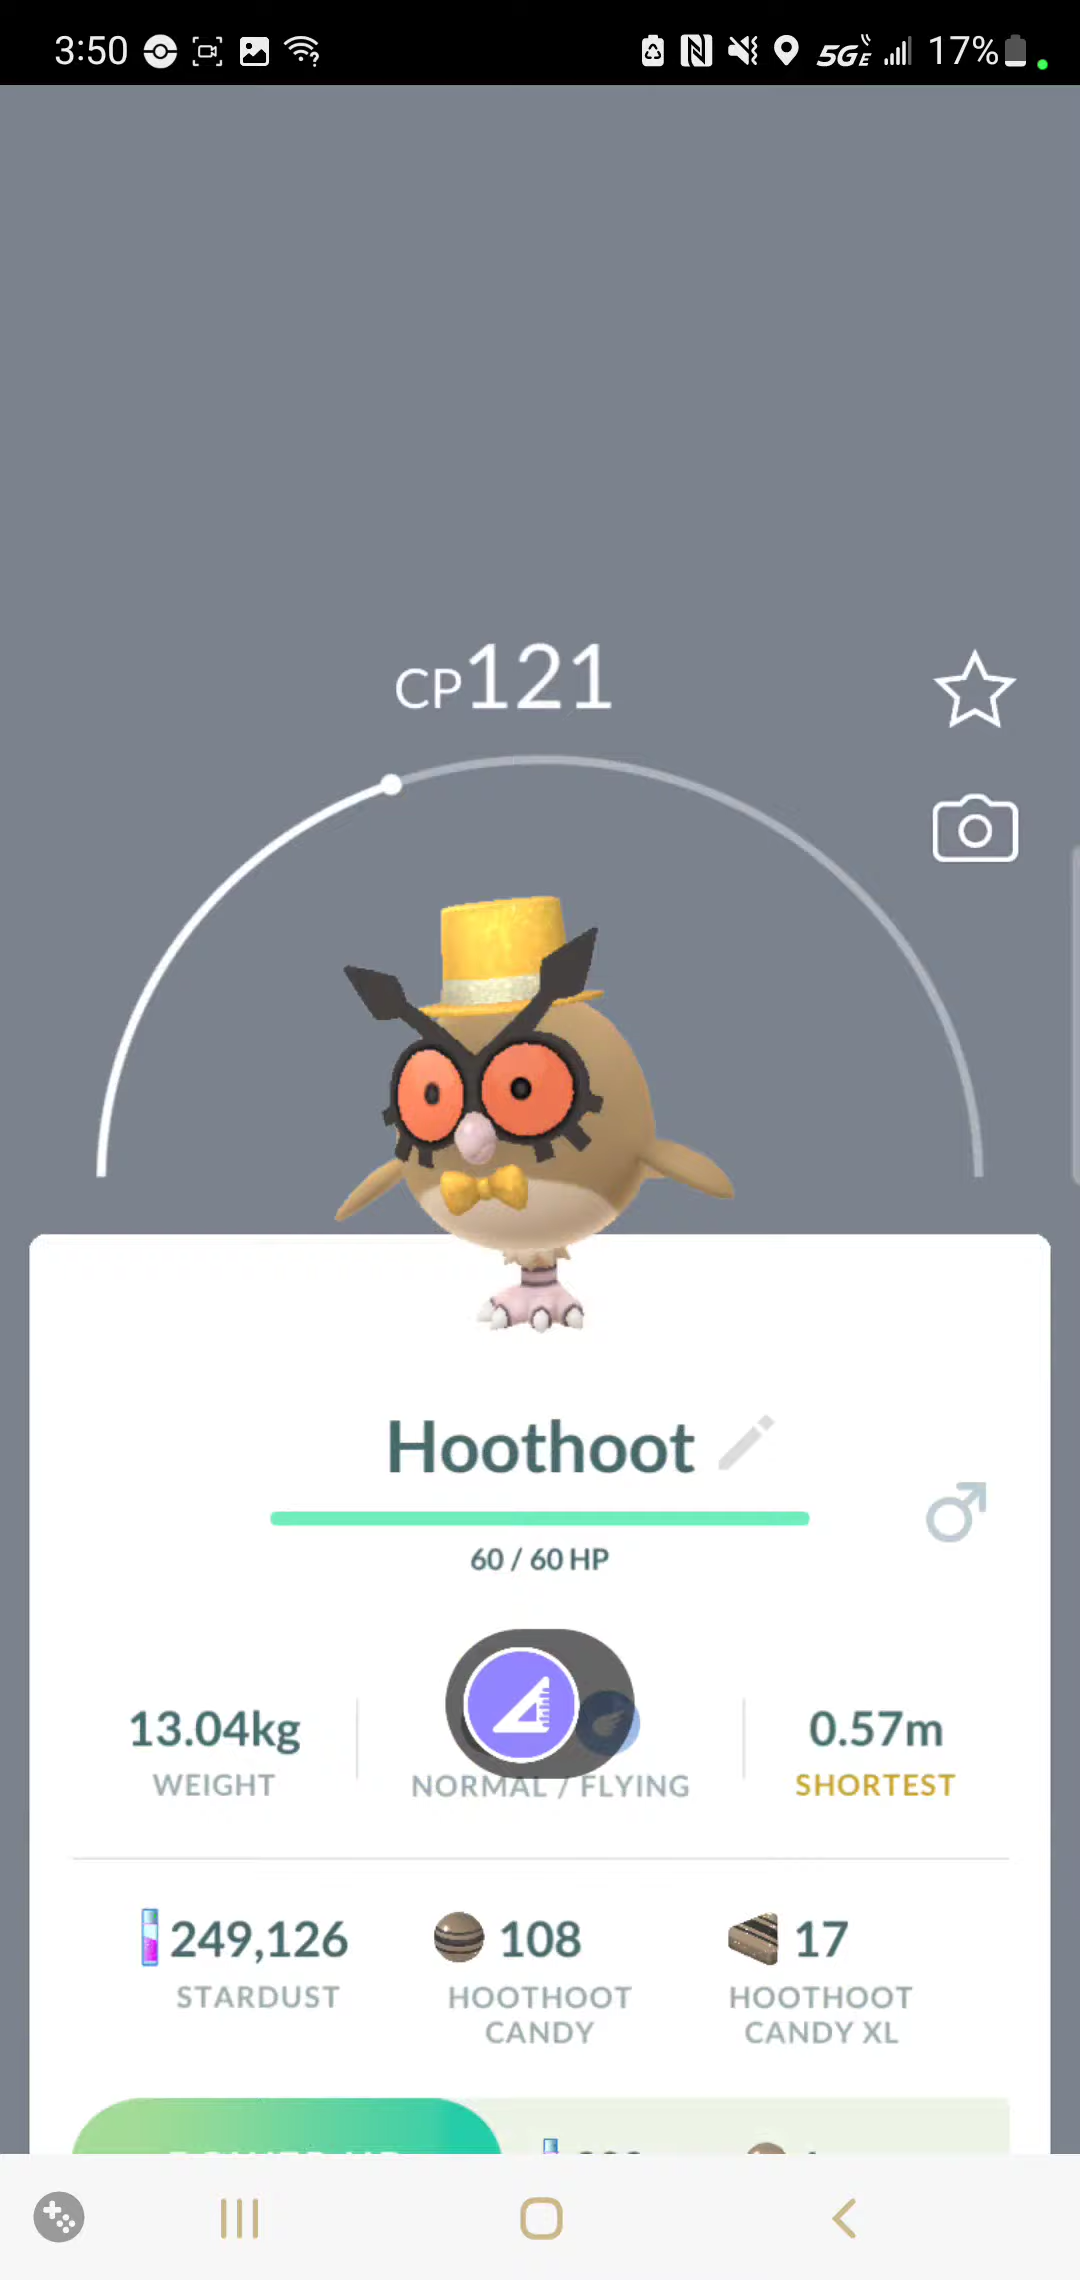 3:50
5GE 17%
CP121
Hoothoot
60 / 60 HP
13.04kg 0.57m
WEIGHT NORMAL / FLYING SHORTEST
249,126 108 17
STARDUST HOOTHOOT CANDY HOOTHOOT CANDY XL